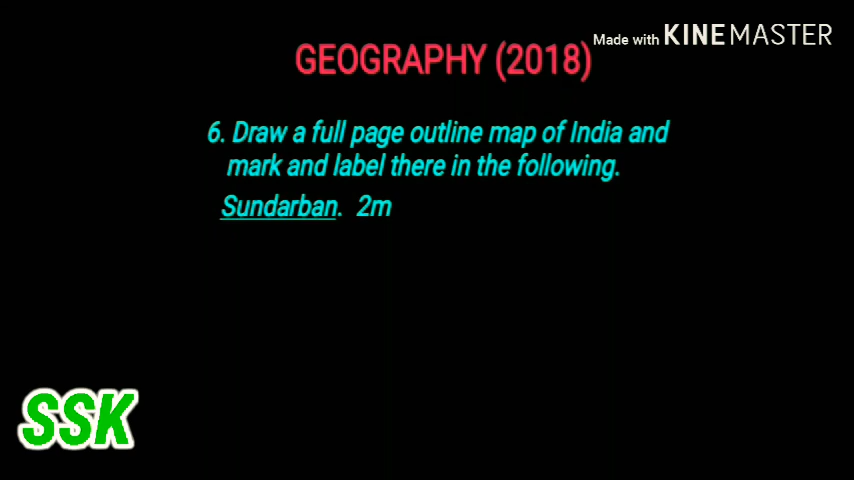 Made with KINEMASTER
GEOGRAPHY (2018)
6. Draw a full page outline map of India and
mark and label there in the following.
Sundarban. 2m
SSK